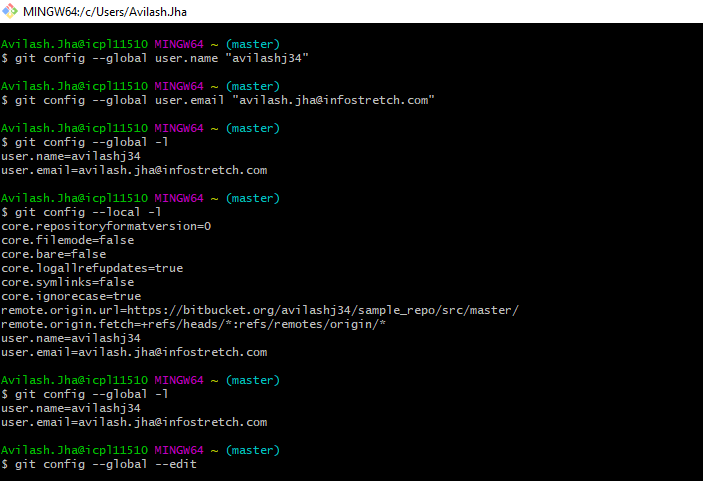 MINGW64:/c/Users/Avilash.Jha
Avilash.Jha@icpl11510 MINGW64 ~ (master)
$ git config --global user.name "avilashj34"
Avilash.Jha@icpl11510 MINGW64 ~ (master)
$ git config --global user.email "avilash.jha@infostretch.com"
Avilash.Jha@icpl11510 MINGW64 ~ (master)
$ git config --global -l
user.name=avilashj34
user.email=avilash.jha@infostretch.com
Avilash.Jha@icpl11510 MINGW64 ~ (master)
$ git config --local -l
core.repositoryformatversion=0
core.filemode=false
core.bare=false
core.logallrefupdates=true
core.symlinks=false
core.ignorecase=true
remote.origin.url=https://bitbucket.org/avilashj34/sample_repo/src/master/
remote.origin.fetch=+refs/heads/*:refs/remotes/origin/*
user.name=avilashj34
user.email=avilash.jha@infostretch.com
Avilash.Jha@icpl11510 MINGW64 ~ (master)
$ git config --global -l
user.name=avilashj34
user.email=avilash.jha@infostretch.com
Avilash.Jha@icpl11510 MINGW64 ~ (master)
$ git config --global --edit